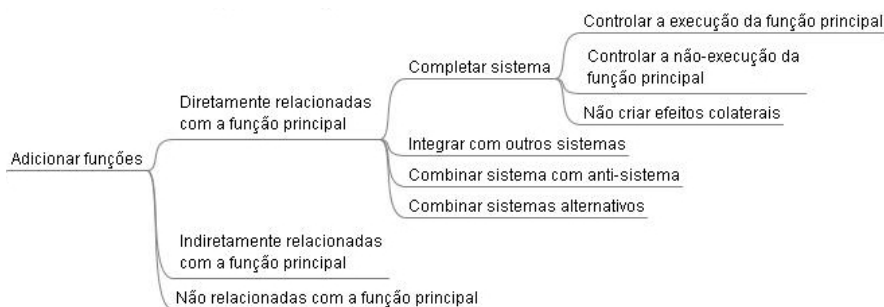 Controlar a execução da função principal
Completar sistema
Controlar a não-execução da
função principal
Diretamente relacionadas
com a função principal
Não criar efeitos colaterais
Integrar com outros sistemas
Adicionar funções
Combinar sistema com anti-sistema
Combinar sistemas alternativos
Indiretamente relacionadas
com a função principal
Não relacionadas com a função principal